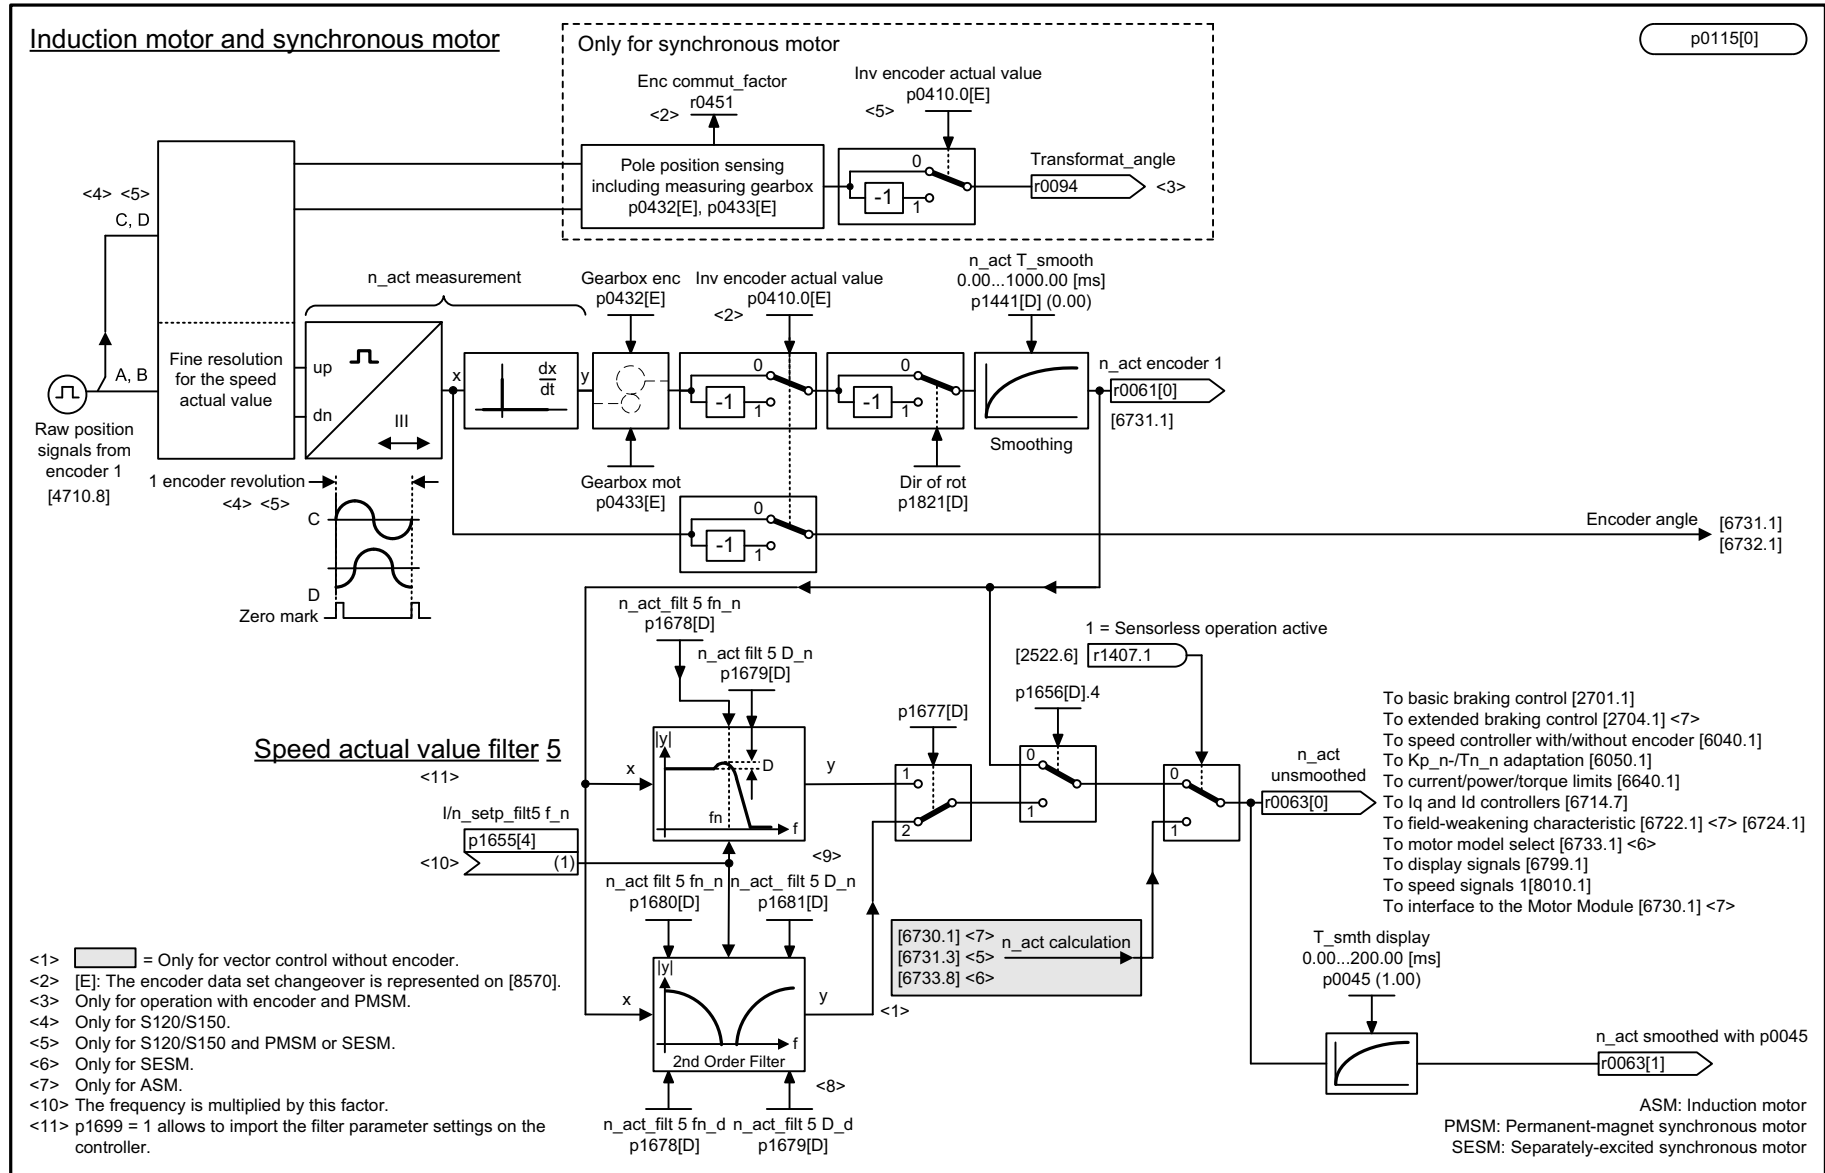 Induction motor and synchronous motor
Only for synchronous motor
p0115[0]
Enc commut_factor
r0451
<2>
Inv encoder actual value
p0410.0[E]
<5>
Pole position sensing
including measuring gearbox
p0432[E], p0433[E]
0
-1
1
Transformat_angle
r0094
<3>
<4> <5>
C, D
A, B
Raw position
signals from
encoder 1
[4710.8]
Fine resolution
for the speed
actual value
n_act measurement
up
dn
III
x
dx
dt
y
Gearbox enc
p0432[E]
Gearbox mot
p0433[E]
Inv encoder actual value
p0410.0[E]
<2>
0
-1
1
0
-1
1
Dir of rot
p1821[D]
n_act T_smooth
0.00...1000.00 [ms]
p1441[D] (0.00)
Smoothing
n_act encoder 1
r0061[0]
[6731.1]
1 encoder revolution
<4> <5>
C
D
Zero mark
0
-1
1
Encoder angle
[6731.1]
[6732.1]
n_act_filt 5 fn_n
p1678[D]
n_act filt 5 D_n
p1679[D]
Speed actual value filter 5
<11>
x
|y|
D
fn
f
y
I/n_setp_filt5 f_n
p1655[4]
(1)
<10>
<9>
n_act filt 5 fn_n
p1680[D]
n_act_ filt 5 D_n
p1681[D]
x
|y|
f
2nd Order Filter
y
<8>
n_act_filt 5 fn_d
p1678[D]
n_act_filt 5 D_d
p1679[D]
p1677[D]
1
2
p1656[D].4
0
1
1 = Sensorless operation active
[2522.6]
r1407.1
0
1
n_act
unsmoothed
r0063[0]
To basic braking control [2701.1]
To extended braking control [2704.1] <7>
To speed controller with/without encoder [6040.1]
To Kp_n-/Tn_n adaptation [6050.1]
To current/power/torque limits [6640.1]
To Iq and Id controllers [6714.7]
To field-weakening characteristic [6722.1] <7> [6724.1]
To motor model select [6733.1] <6>
To display signals [6799.1]
To speed signals 1[8010.1]
To interface to the Motor Module [6730.1] <7>
[6730.1] <7>
[6731.3] <5>
[6733.8] <6>
n_act calculation
<1>
T_smth display
0.00...200.00 [ms]
p0045 (1.00)
n_act smoothed with p0045
r0063[1]
<1> = Only for vector control without encoder.
<2> [E]: The encoder data set changeover is represented on [8570].
<3> Only for operation with encoder and PMSM.
<4> Only for S120/S150.
<5> Only for S120/S150 and PMSM or SESM.
<6> Only for SESM.
<7> Only for ASM.
<10> The frequency is multiplied by this factor.
<11> p1699 = 1 allows to import the filter parameter settings on the
controller.
ASM: Induction motor
PMSM: Permanent-magnet synchronous motor
SESM: Separately-excited synchronous motor